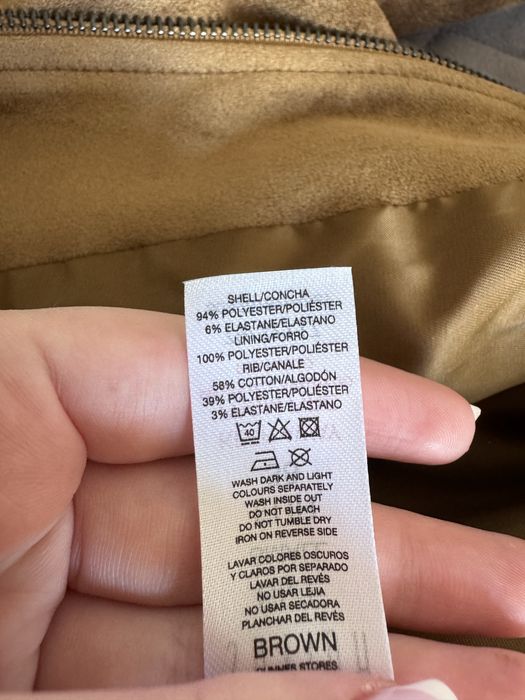 SHELL/CONCHA
94% POLYESTER/POLIÉSTER
6% ELASTANE/ELASTANO
LINING/FORRO
100% POLYESTER/POLIÉSTER
RIB/CANALE
58% COTTON/ALGODÓN
39% POLYESTER/POLIÉSTER
3% ELASTANE/ELASTANO
40
WASH DARK AND LIGHT
COLOURS SEPARATELY
WASH INSIDE OUT
DO NOT BLEACH
DO NOT TUMBLE DRY
IRON ON REVERSE SIDE
LAVAR COLORES OSCUROS
Y CLAROS POR SEPARADO
LAVAR DEL REVÉS
NO USAR LEJIA
NO USAR SECADORA
PLANCHAR DEL REVÉS
BROWN
DUNNES STORES